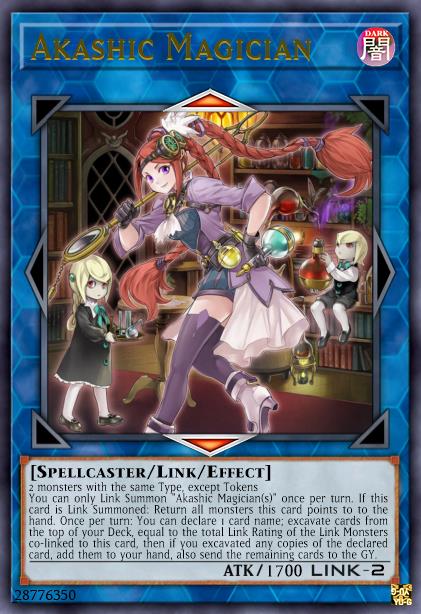 Akashic Magician
DARK
闇
[Spellcaster/Link/Effect]
2 monsters with the same Type, except Tokens
You can only Link Summon "Akashic Magician(s)" once per turn. If this
card is Link Summoned: Return all monsters this card points to to
the hand. Once per turn: You can declare 1 card name; excavate cards from
the top of your Deck, equal to the total Link Rating of the Link Monsters
co-linked to this card, then if you excavated any copies of the declared
card, add them to your hand, also send the remaining cards to the GY.
ATK/1700 LINK-2
28776350